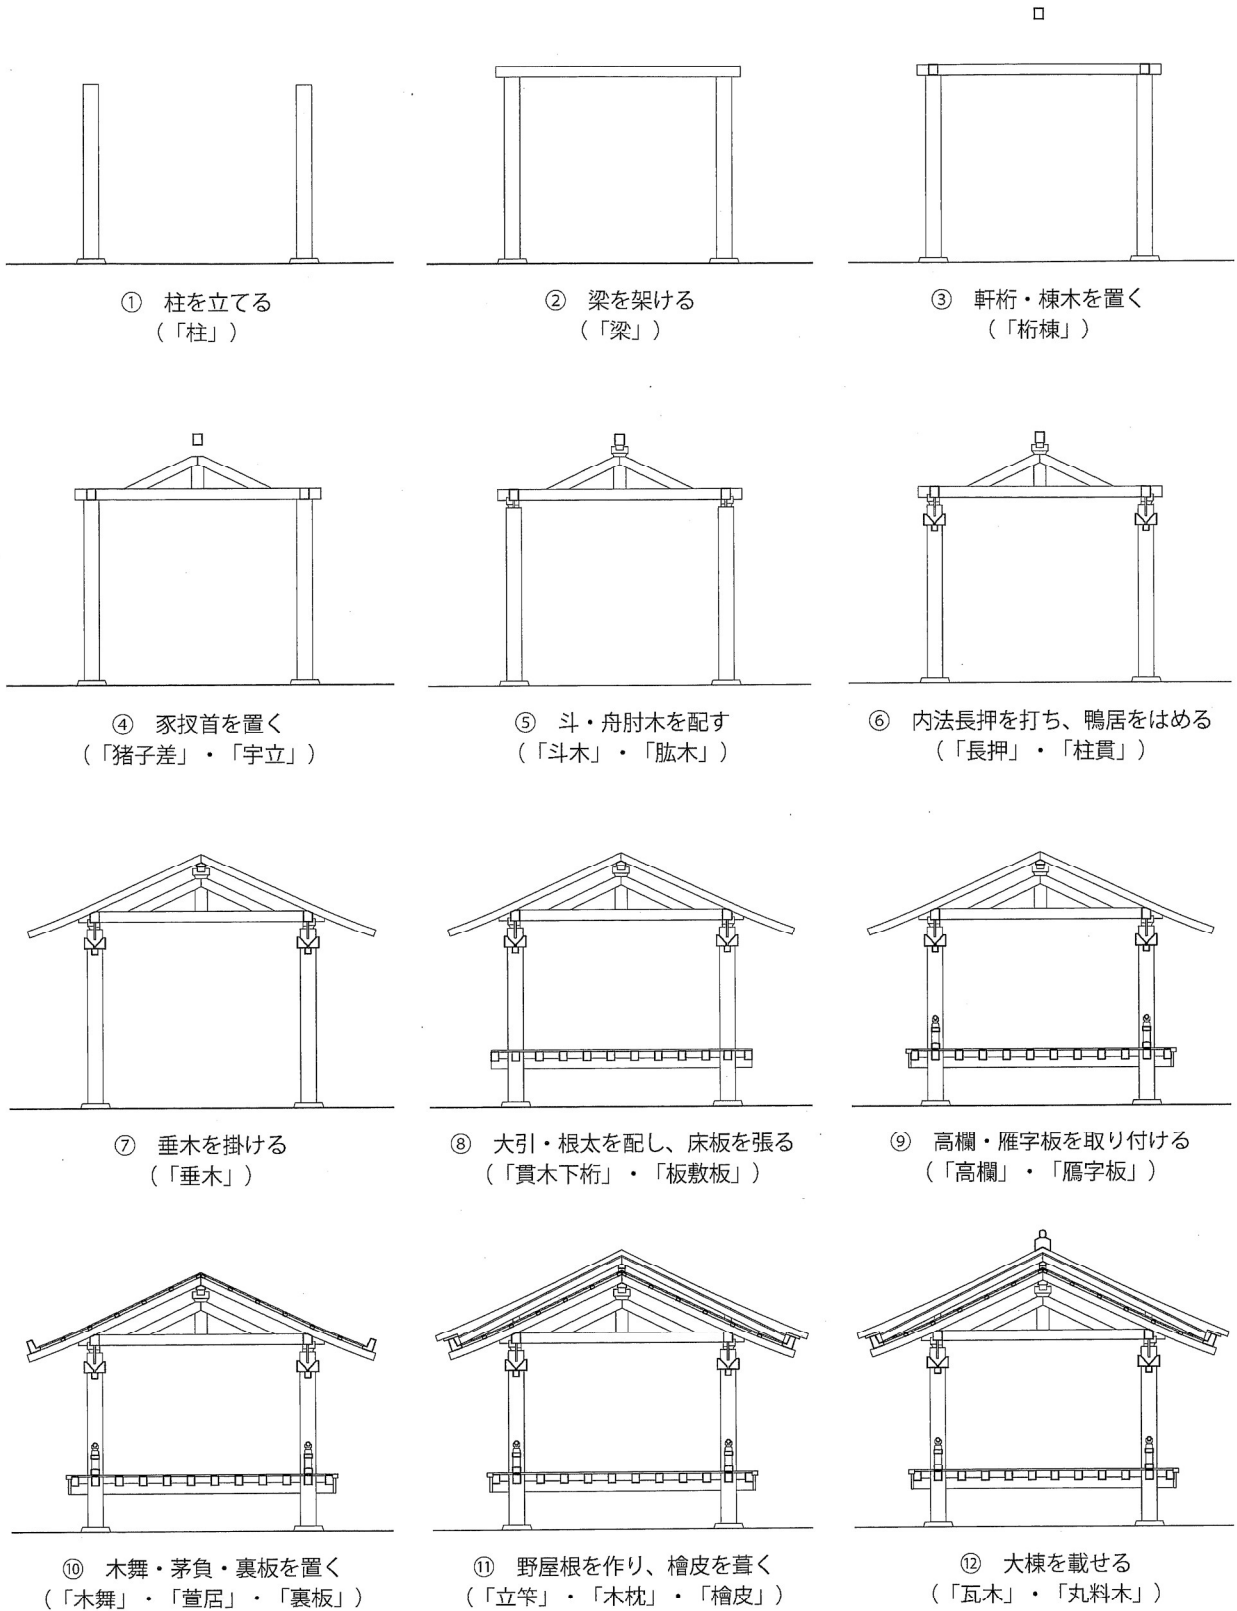 ① 柱を立てる
（「柱」）
② 梁を架ける
（「梁」）
③ 軒桁・棟木を置く
（「桁棟」）
④ 豕扠首を置く
（「猪子差」・「宇立」）
⑤ 斗・舟肘木を配す
（「斗木」・「肱木」）
⑥ 内法長押を打ち、鴨居をはめる
（「長押」・「柱貫」）
⑦ 垂木を掛ける
（「垂木」）
⑧ 大引・根太を配し、床板を張る
（「貫木下桁」・「板敷板」）
⑨ 高欄・雁字板を取り付ける
（「高欄」・「鴈字板」）
⑩ 木舞・茅負・裏板を置く
（「木舞」・「萱居」・「裏板」）
⑪ 野屋根を作り、檜皮を葺く
（「立竿」・「木枕」・「檜皮」）
⑫ 大棟を載せる
（「瓦木」・「丸料木」）